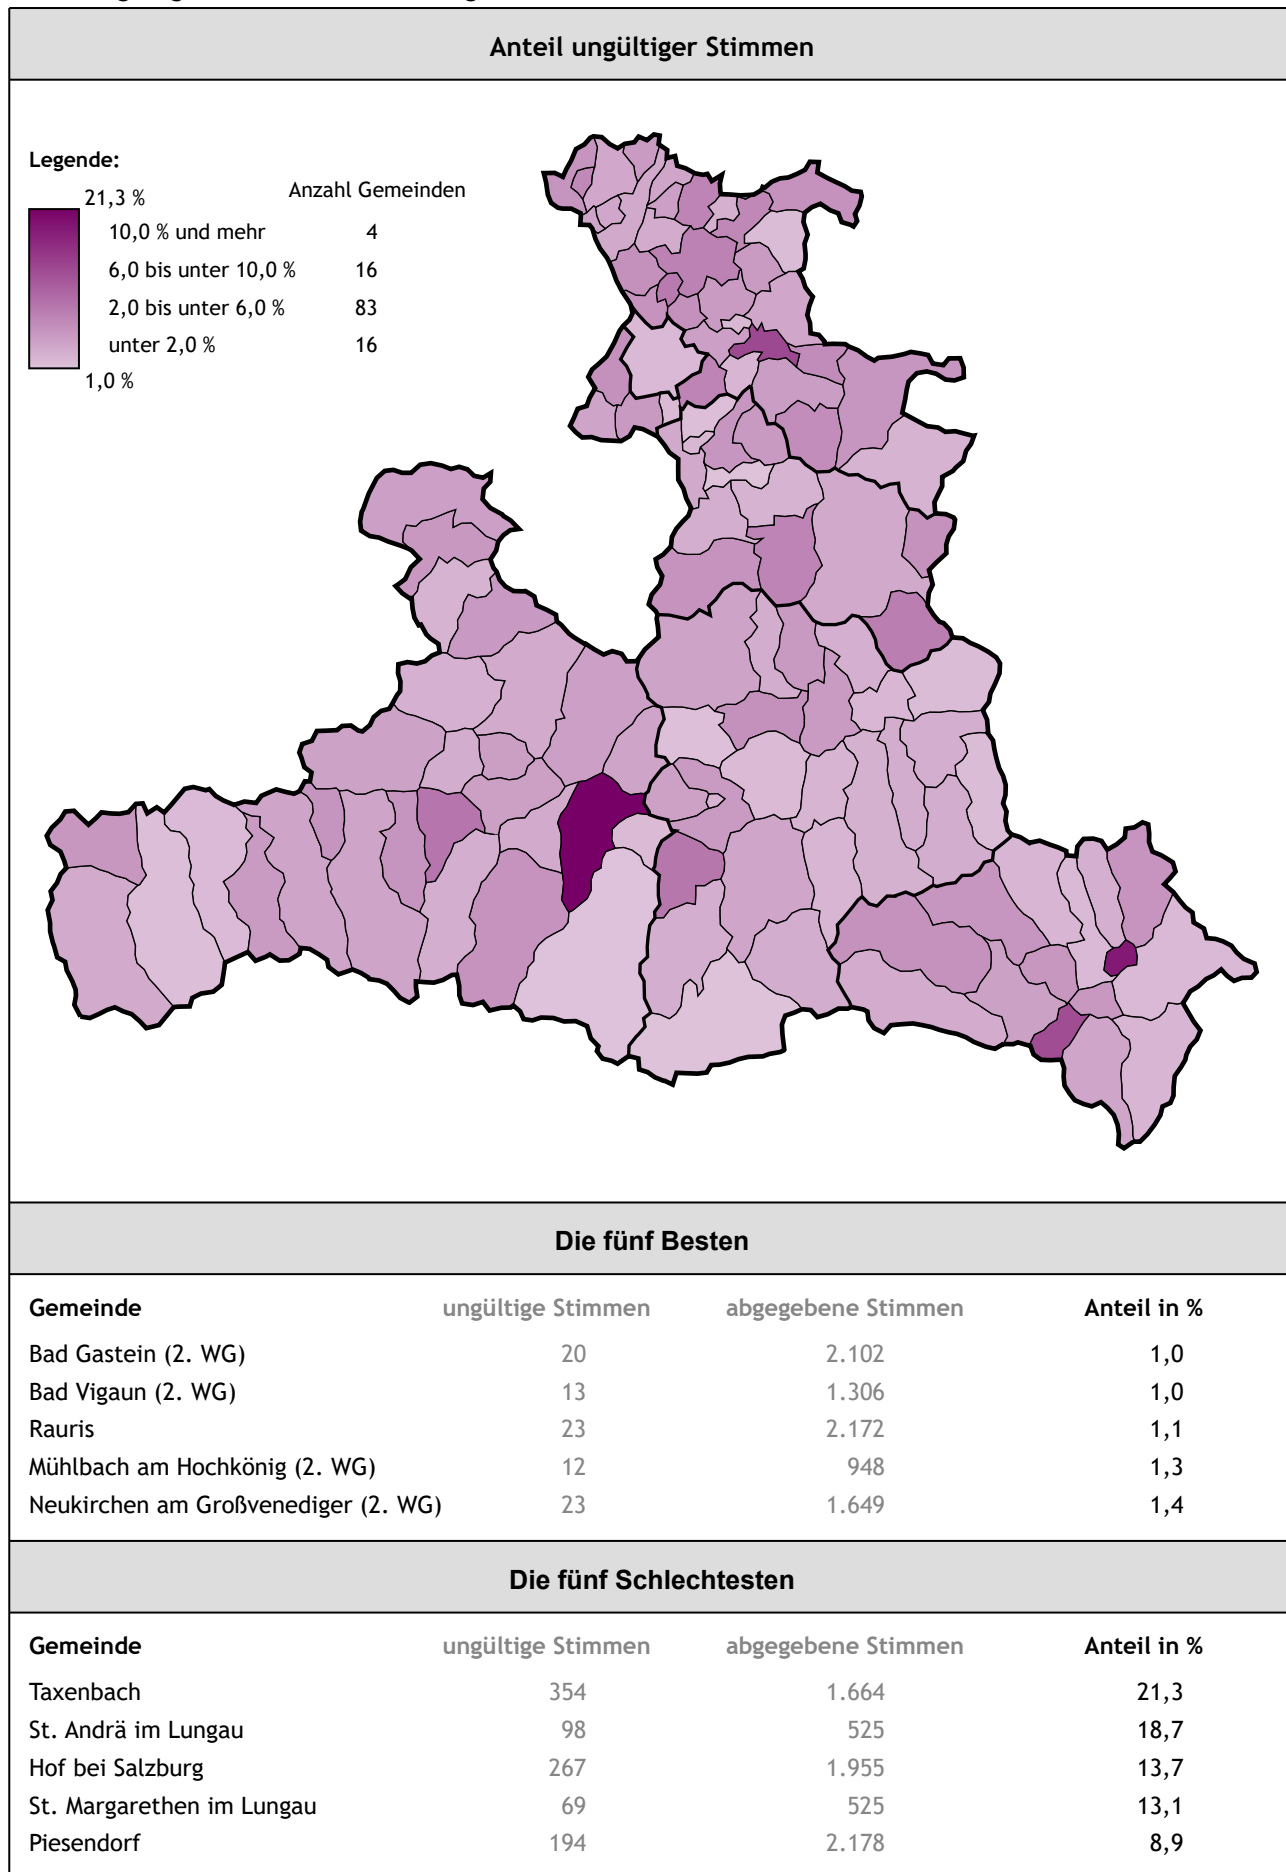 Anteil ungültiger Stimmen
Legende:
21,3 %
Anzahl Gemeinden
10,0 % und mehr 4
6,0 bis unter 10,0 % 16
2,0 bis unter 6,0 % 83
unter 2,0 % 16
1,0 %
Die fünf Besten
Gemeinde ungültige Stimmen abgegebene Stimmen Anteil in %
Bad Gastein (2. WG) 20 2.102 1,0
Bad Vigaun (2. WG) 13 1.306 1,0
Rauris 23 2.172 1,1
Mühlbach am Hochkönig (2. WG) 12 948 1,3
Neukirchen am Großvenediger (2. WG) 23 1.649 1,4
Die fünf Schlechtesten
Gemeinde ungültige Stimmen abgegebene Stimmen Anteil in %
Taxenbach 354 1.664 21,3
St. Andrä im Lungau 98 525 18,7
Hof bei Salzburg 267 1.955 13,7
St. Margarethen im Lungau 69 525 13,1
Piesendorf 194 2.178 8,9